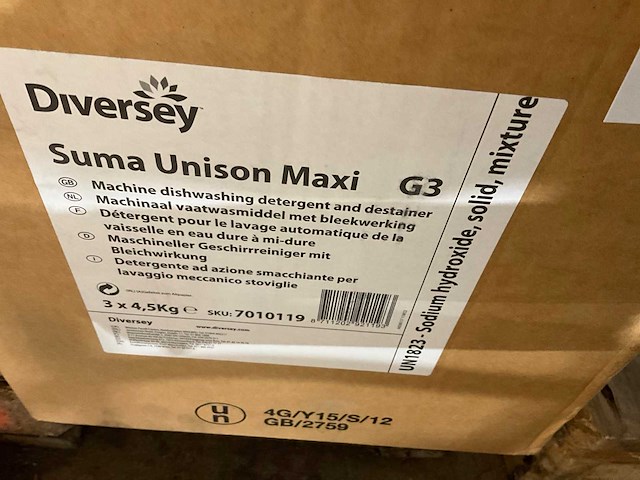 Diversey
Suma Unison Maxi G3
GB Machine dishwashing detergent and destainer
NL Machinaal vaatwasmiddel met bleekwerking
F Détergent pour le lavage automatique de la
vaisselle en eau dure à mi-dure
D Maschineller Geschirrreiniger mit
Bleichwirkung
I Detergente ad azione smacchiante per
lavaggio meccanico stoviglie
3 x 4,5Kg e SKU: 7010119
Diversey www.diversey.com
UN1823 - Sodium hydroxide, solid, mixture
un 4G/Y15/S/12
GB/2759